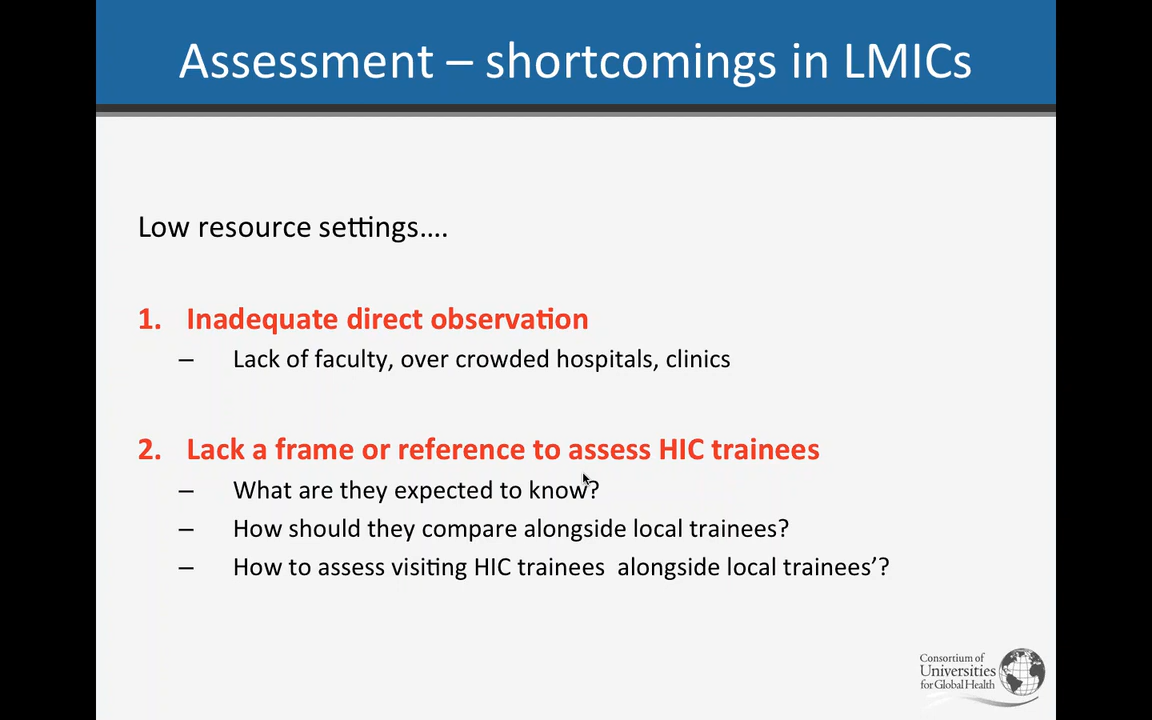 Assessment – shortcomings in LMICs
Low resource settings....
1. Inadequate direct observation
– Lack of faculty, over crowded hospitals, clinics
2. Lack a frame or reference to assess HIC trainees
– What are they expected to know?
– How should they compare alongside local trainees?
– How to assess visiting HIC trainees  alongside local trainees’?
Consortium of
Universities
for Global Health